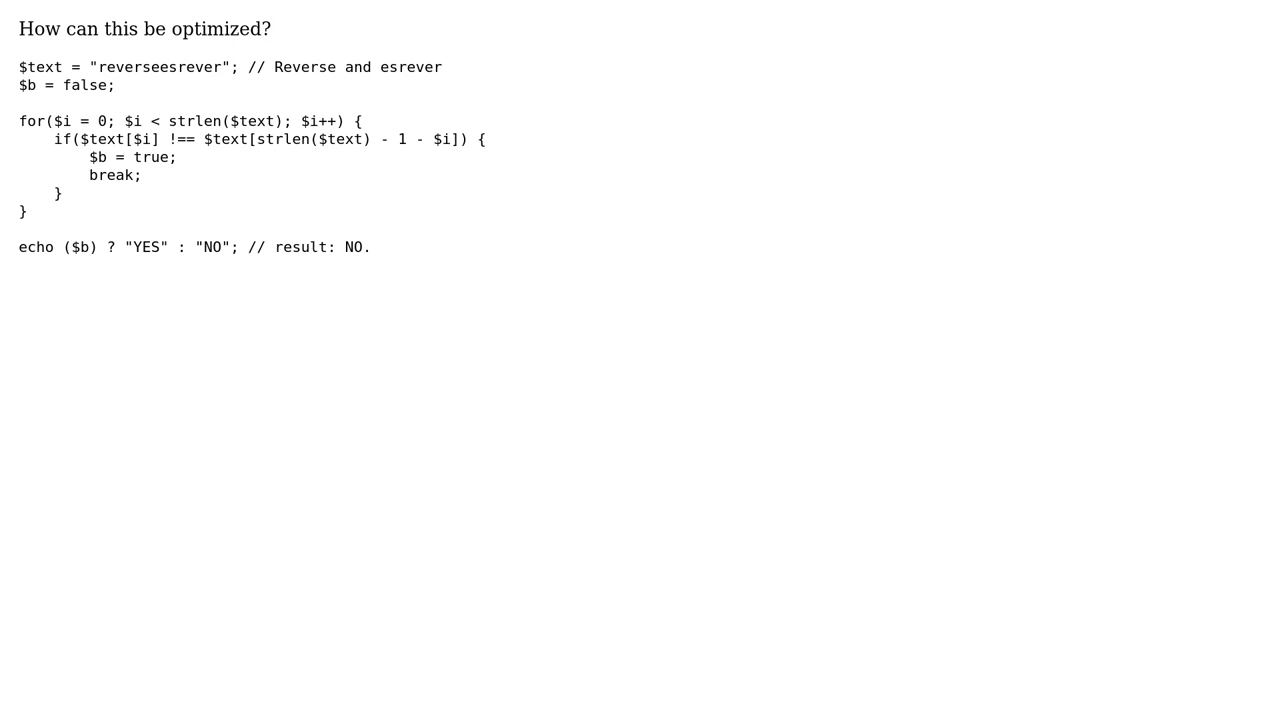 How can this be optimized?
$text = "reverseesrever"; // Reverse and esrever
$b = false;
for($i = 0; $i < strlen($text); $i++) {
    if($text[$i] !== $text[strlen($text) - 1 - $i]) {
        $b = true;
        break;
    }
}
echo ($b) ? "YES" : "NO"; // result: NO.